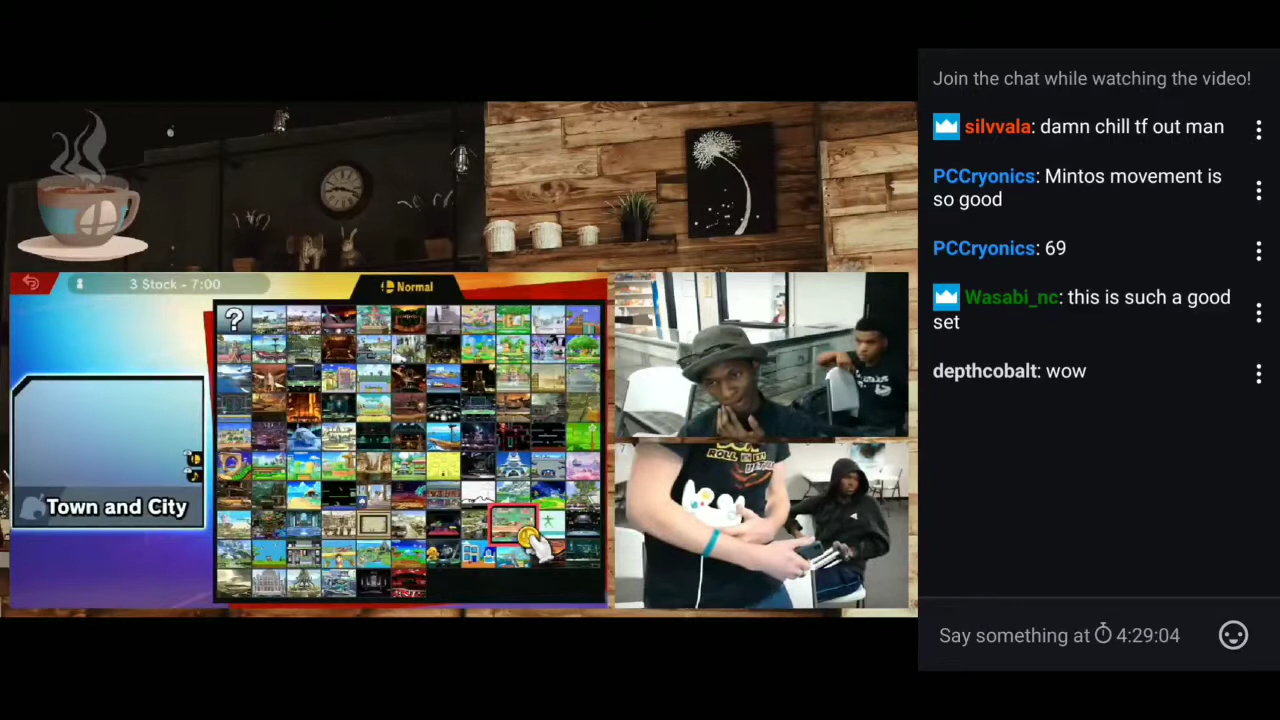 3 Stock - 7:00
Normal
?
Town and City
ROLL
Join the chat while watching the video!
silvvala: damn chill tf out man
PCCryonics: Mintos movement is
so good
PCCryonics: 69
Wasabi_nc: this is such a good
set
depthcobalt: wow
Say something at 4:29:04